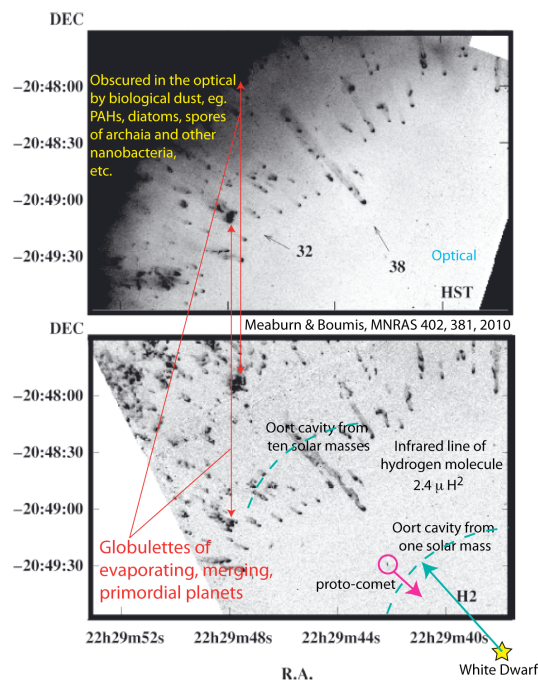 DEC
Obscured in the optical
by biological dust, eg.
PAHs, diatoms, spores
of archaia and other
nanobacteria,
etc.
−20:48:00
−20:48:30
−20:49:00
−20:49:30
32
38
Optical
HST
Meaburn & Boumis, MNRAS 402, 381, 2010
DEC
−20:48:00
−20:48:30
−20:49:00
−20:49:30
Oort cavity from
ten solar masses
Infrared line of
hydrogen molecule
2.4 μ H2
Oort cavity from
one solar mass
Globulettes of
evaporating, merging,
primordial planets
proto-comet
H2
22h29m52s 22h29m48s 22h29m44s 22h29m40s
White Dwarf
R.A.